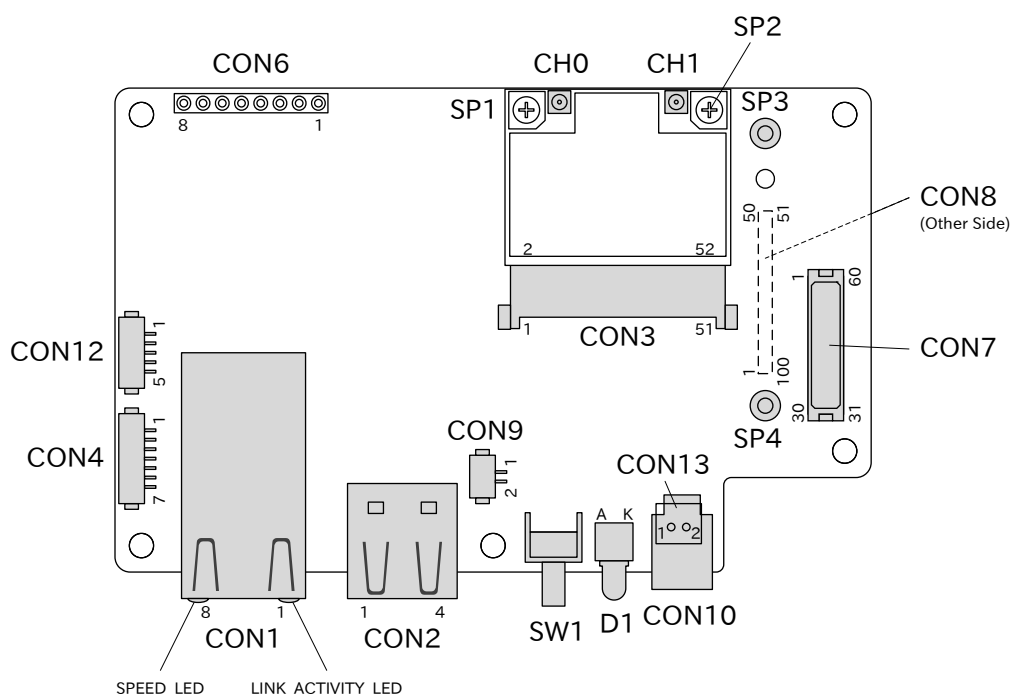 SP2
CON6
CH0
CH1
SP1
SP3
8
1
CON8
(Other Side)
50
51
2
52
1
60
1
51
CON3
CON12
1
5
CON7
1
100
30
31
SP4
CON4
1
7
CON9
1
2
CON13
A K
1 2
8
1
CON1
1
4
CON2
SW1
D1
CON10
SPEED LED
LINK ACTIVITY LED